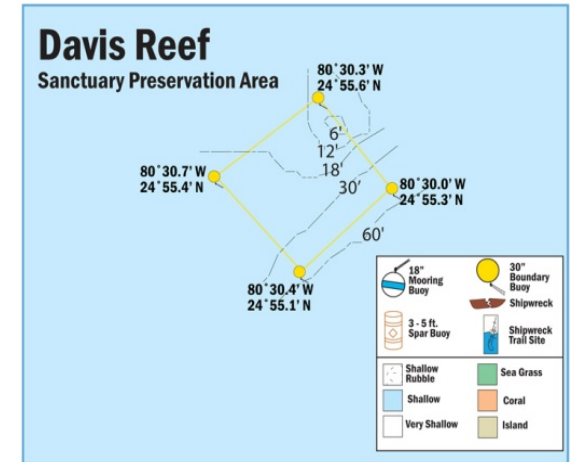 Davis Reef
Sanctuary Preservation Area
80˚30.3' W
24˚55.6' N
6'
12'
18'
30'
80˚30.7' W
24˚55.4' N
80˚30.0' W
24˚55.3' N
60'
80˚30.4' W
24˚55.1' N
18"
Mooring
Buoy
30"
Boundary
Buoy
Shipwreck
3 - 5 ft.
Spar Buoy
Shipwreck
Trail Site
Shallow
Rubble
Sea Grass
Shallow
Coral
Very Shallow
Island